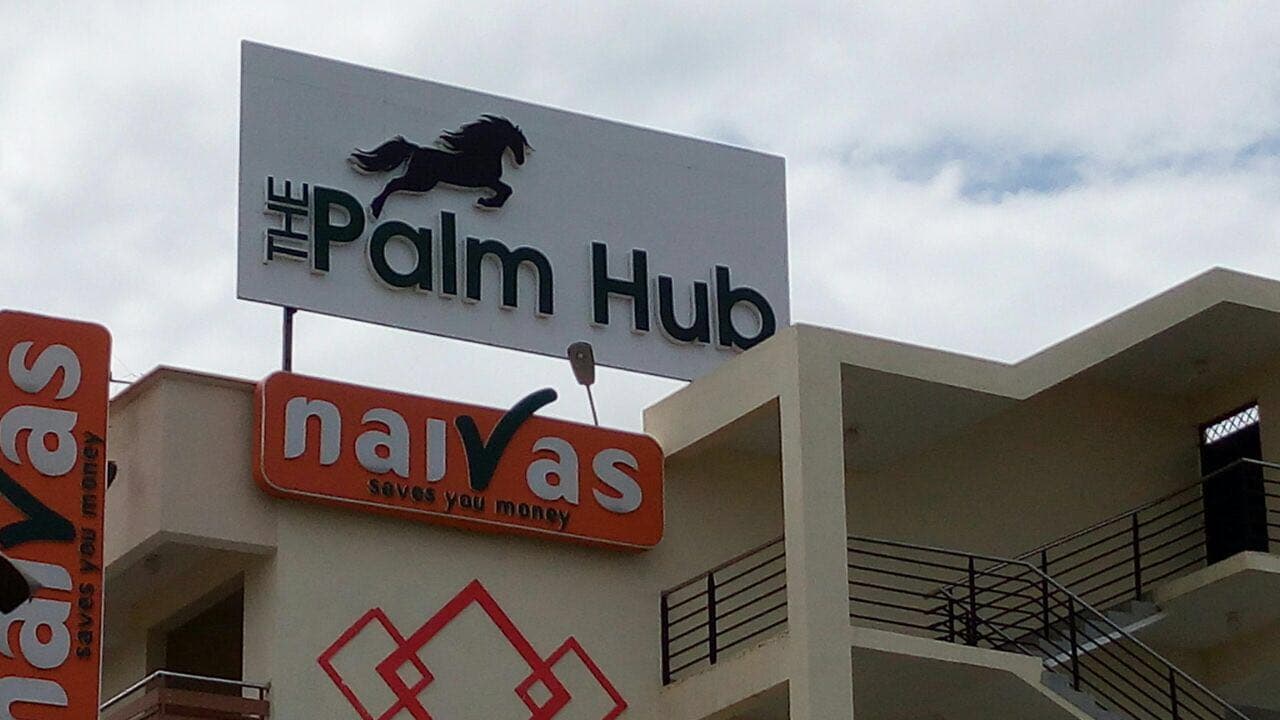 THE Palm Hub
naivas
saves you money
naivas
saves you money